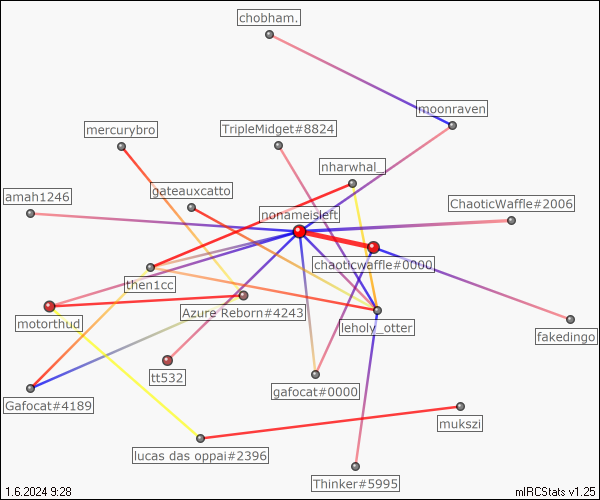 chobham.
moonraven
mercurybro
TripleMidget#8824
nharwhal_
gateauxcatto
amah1246
ChaoticWaffle#2006
nonameisleft
chaoticwaffle#0000
then1cc
Azure Reborn#4243
motorthud
leholy_otter
fakedingo
tt532
gafocat#0000
Gafocat#4189
mukszi
lucas das oppai#2396
Thinker#5995
1.6.2024 9:28
mIRCStats v1.25